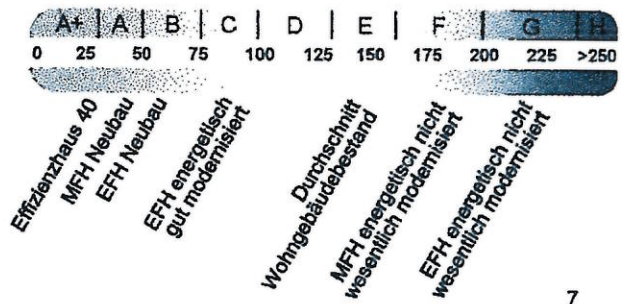 A+ A B C D E F G H
0 25 50 75 100 125 150 175 200 225 >250
Effizienzhaus 40
MFH Neubau
EFH Neubau
EFH energetisch
gut modernisiert
Durchschnitt
Wohngebäudebestand
MFH energetisch nicht
wesentlich modernisiert
EFH energetisch nicht
wesentlich modernisiert
7